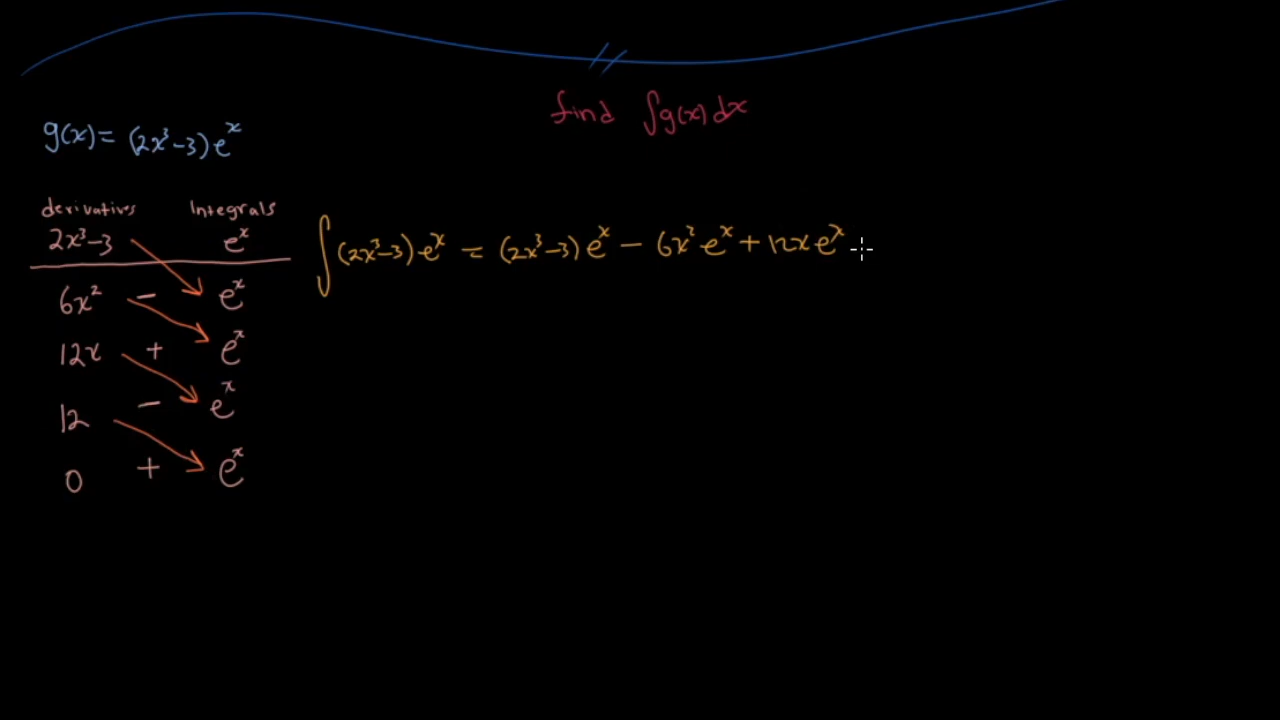 find ∫g(x)dx
g(x)= (2x³-3)eˣ
derivatives Integrals
2x³-3 eˣ
∫(2x³-3)eˣ = (2x³-3)eˣ - 6x²eˣ + 12xeˣ
6x² - eˣ
12x + eˣ
12 - eˣ
0 + eˣ